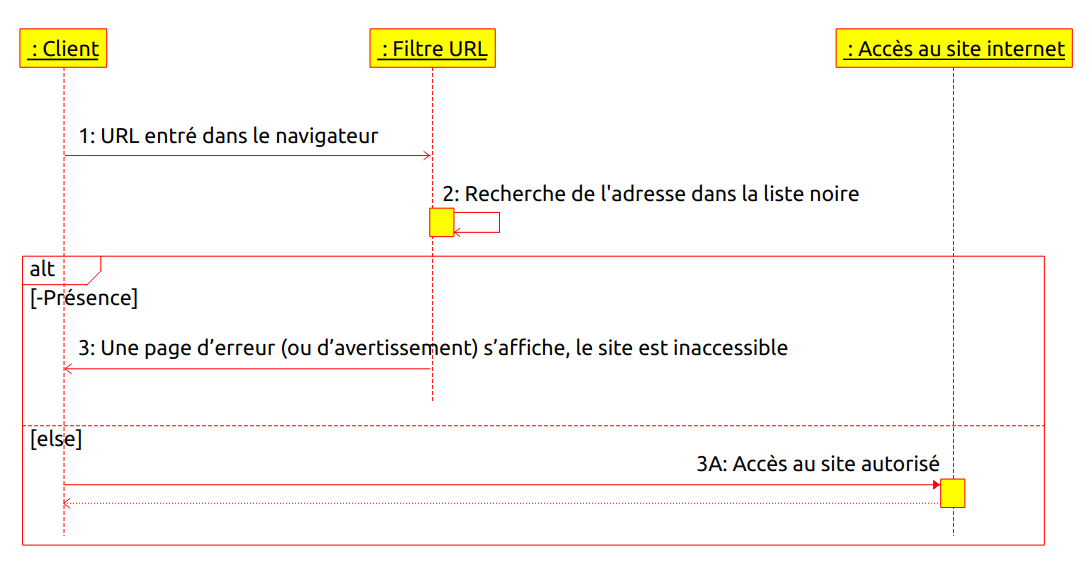 : Client
: Filtre URL
: Accès au site internet
1: URL entré dans le navigateur
2: Recherche de l'adresse dans la liste noire
alt
[-Présence]
3: Une page d’erreur (ou d’avertissement) s’affiche, le site est inaccessible
[else]
3A: Accès au site autorisé